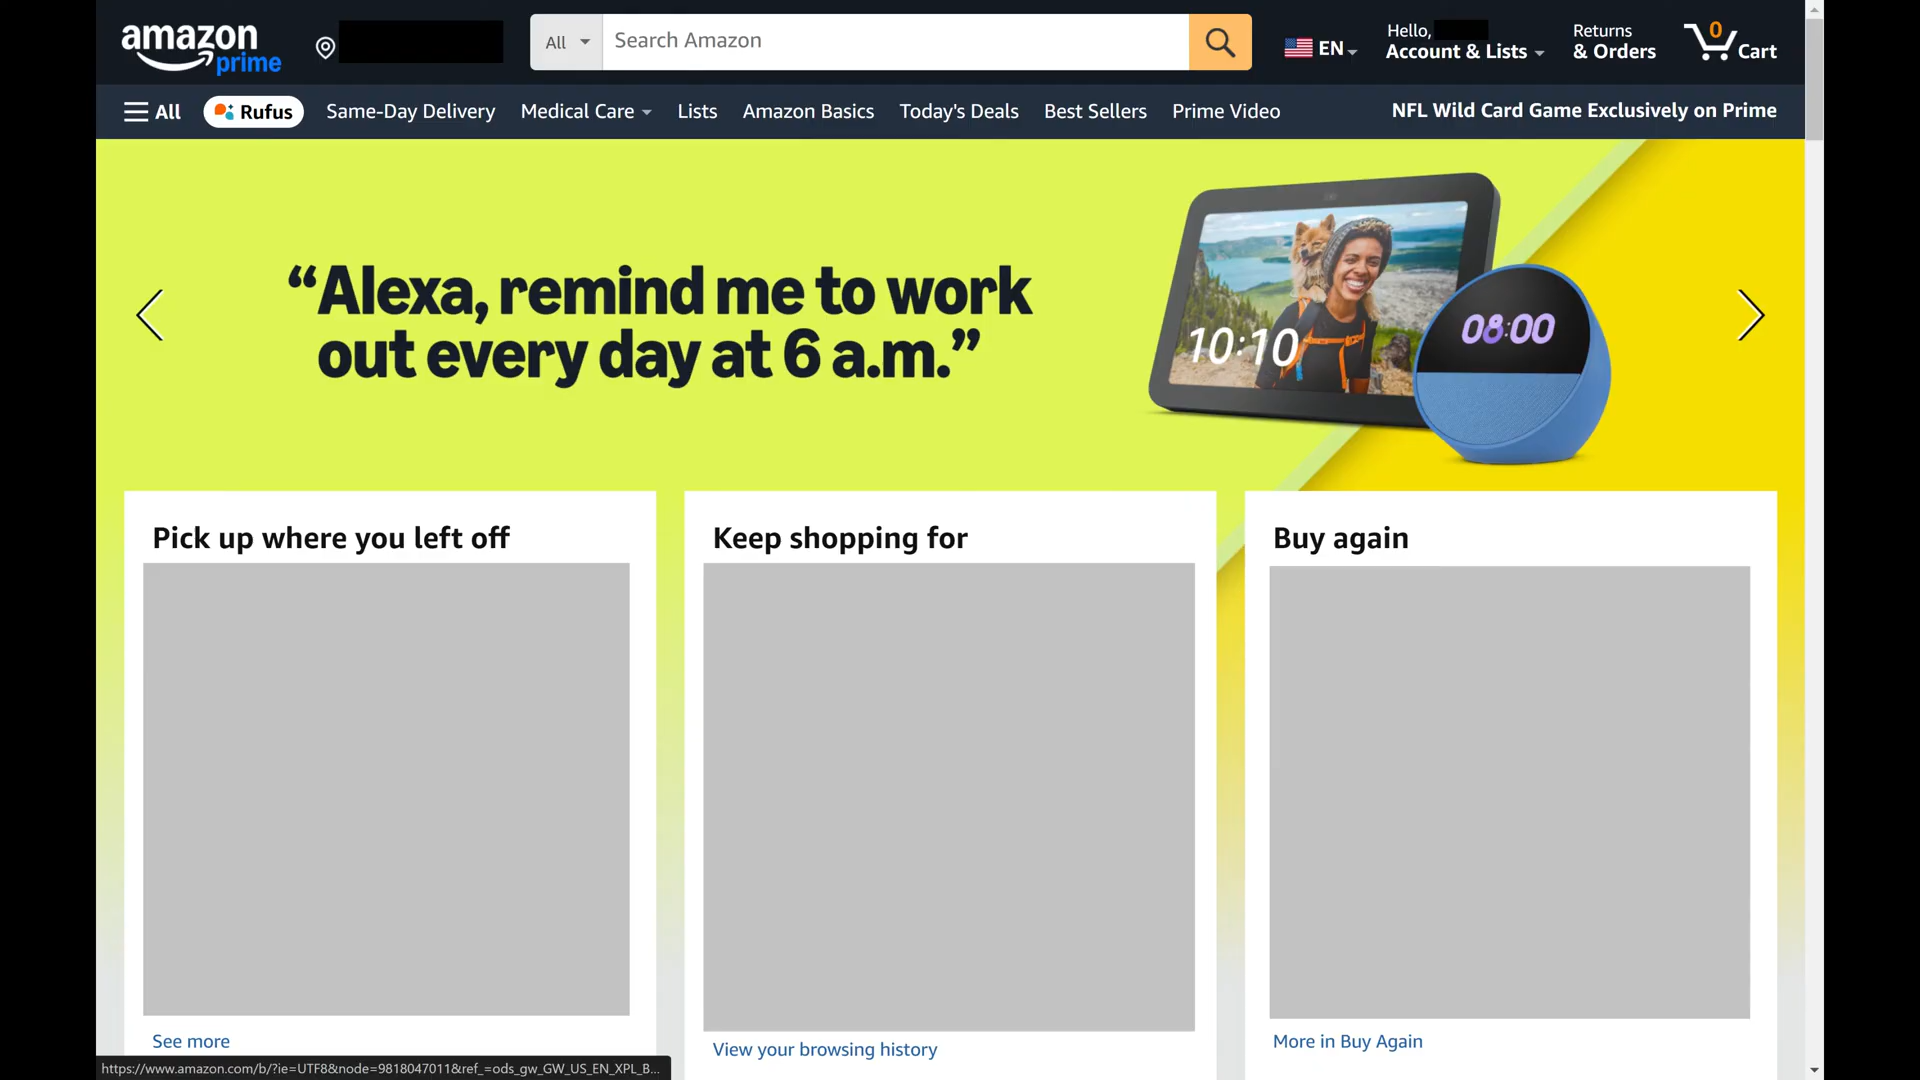 amazon
prime
All
Search Amazon
EN
Hello,
Account & Lists
Returns
& Orders
0
Cart
All
Rufus
Same-Day Delivery
Medical Care
Lists
Amazon Basics
Today's Deals
Best Sellers
Prime Video
NFL Wild Card Game Exclusively on Prime
“Alexa, remind me to work
out every day at 6 a.m.”
10:10
08:00
Pick up where you left off
Keep shopping for
Buy again
See more
View your browsing history
More in Buy Again
https://www.amazon.com/b/?ie=UTF8&node=9818047011&ref_=ods_gw_GW_US_EN_XPL_B...